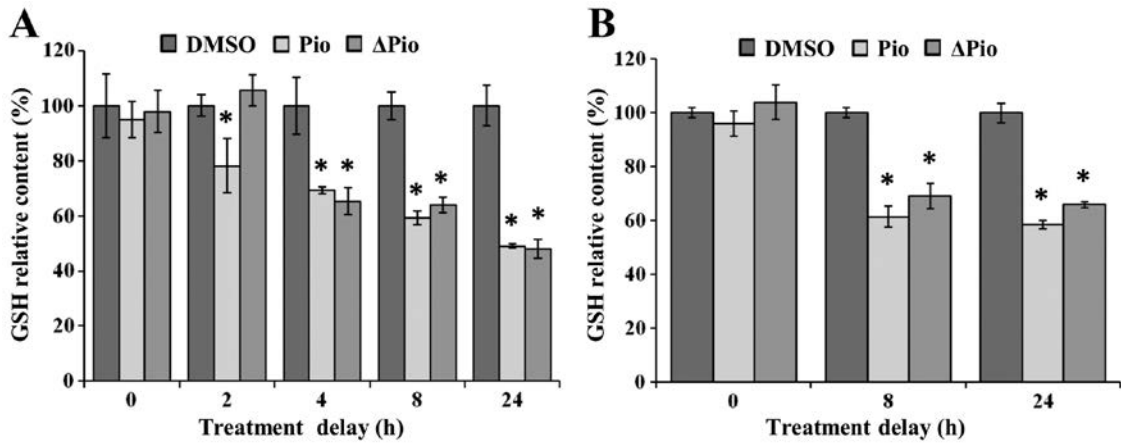 A
DMSO Pio ΔPio
GSH relative content (%)
120
100
80
60
40
20
0
*
* *
* *
* *
0 2 4 8 24
Treatment delay (h)
B
DMSO Pio ΔPio
GSH relative content (%)
120
100
80
60
40
20
0
* *
* *
0 8 24
Treatment delay (h)